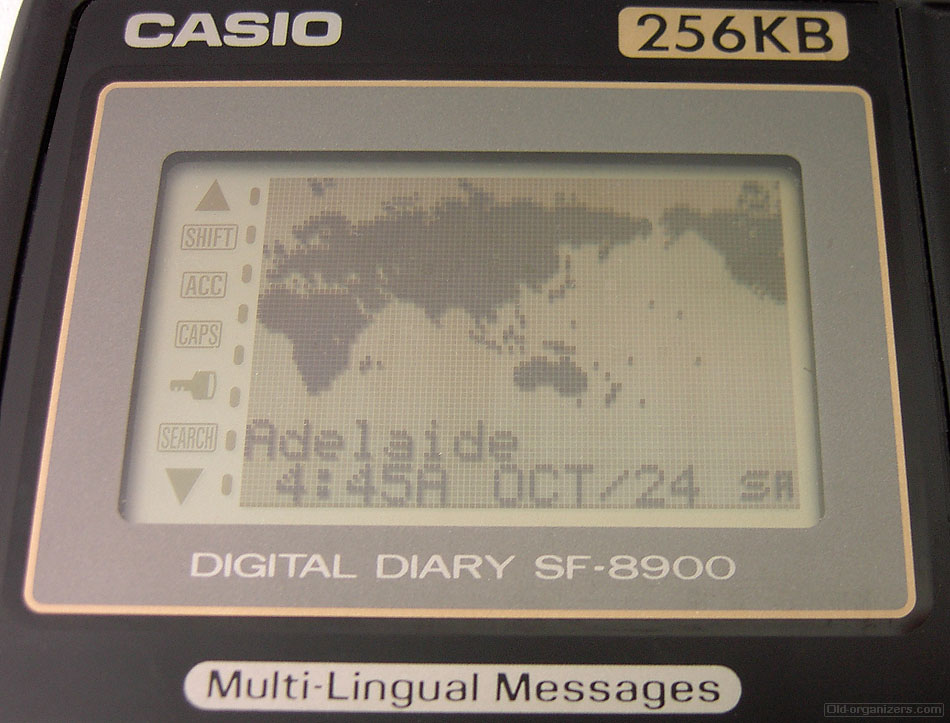 CASIO
256KB
SHIFT
ACC
CAPS
SEARCH
Adelaide
4:45A OCT/24 SA
DIGITAL DIARY SF-8900
Multi-Lingual Messages
Old-organizers.com